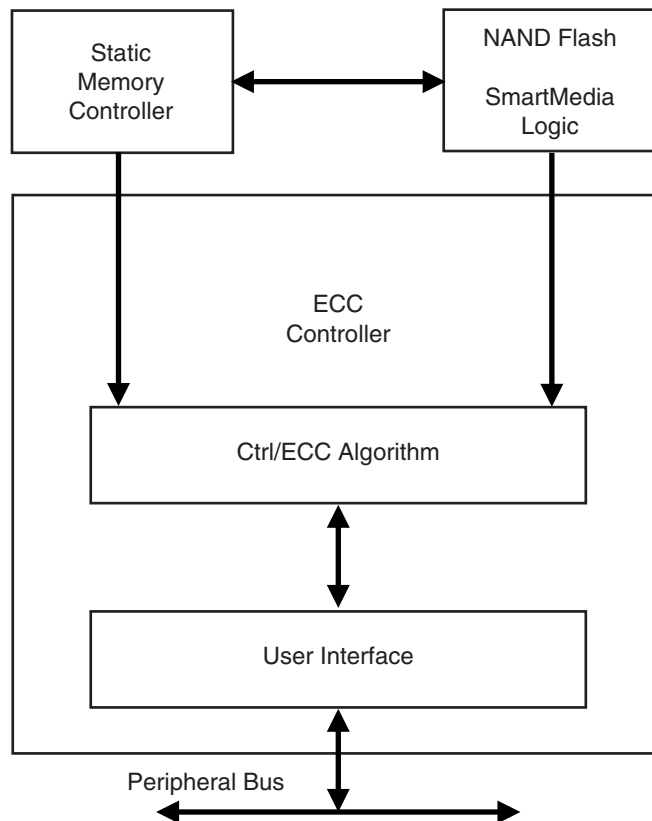 Static
Memory
Controller
NAND Flash
SmartMedia
Logic
ECC
Controller
Ctrl/ECC Algorithm
User Interface
Peripheral Bus